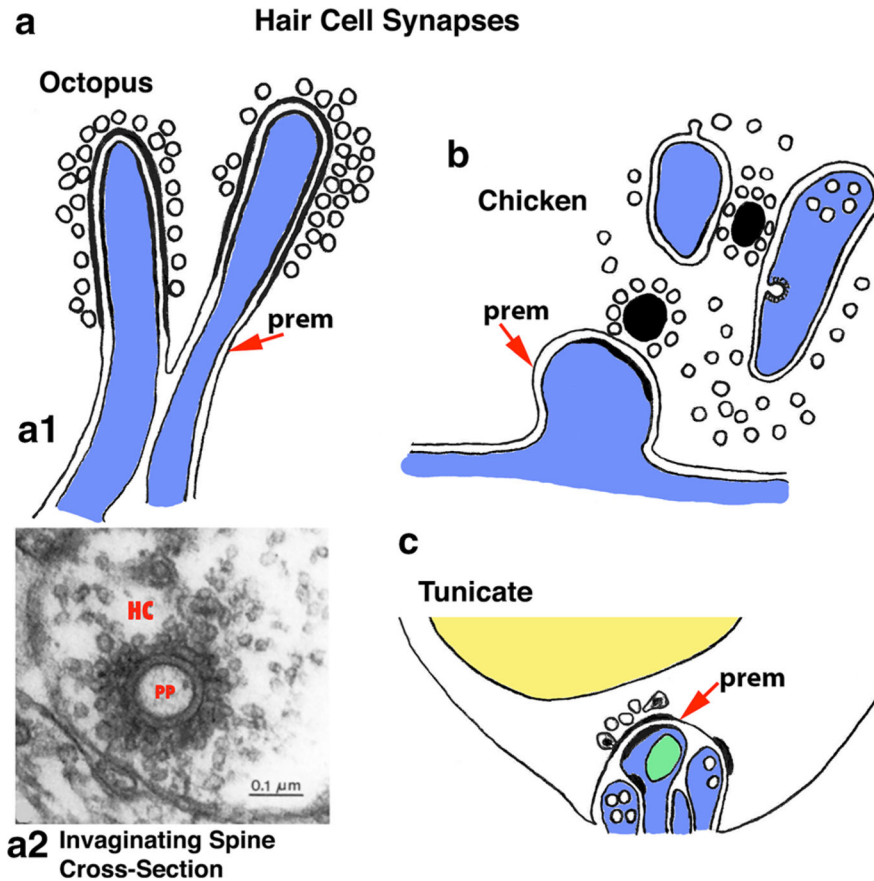 a
Hair Cell Synapses
Octopus
prem
a1
b
Chicken
prem
HC
PP
0.1 µm
a2 Invaginating Spine
Cross-Section
c
Tunicate
prem